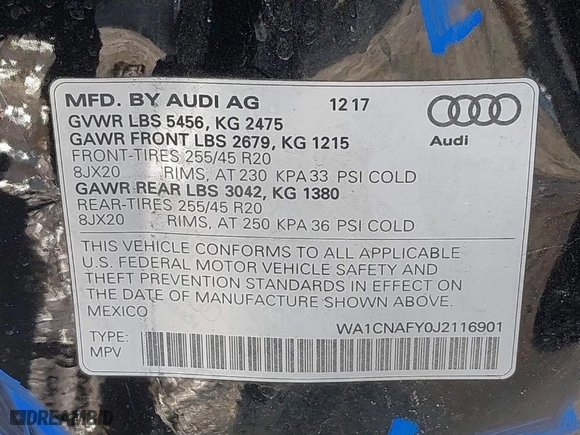 MFD. BY AUDI AG 12 17
GVWR LBS 5456, KG 2475
GAWR FRONT LBS 2679, KG 1215
FRONT-TIRES 255/45 R20
8JX20 RIMS, AT 230 KPA 33 PSI COLD
GAWR REAR LBS 3042, KG 1380
REAR-TIRES 255/45 R20
8JX20 RIMS, AT 250 KPA 36 PSI COLD
Audi
THIS VEHICLE CONFORMS TO ALL APPLICABLE
U.S. FEDERAL MOTOR VEHICLE SAFETY AND
THEFT PREVENTION STANDARDS IN EFFECT ON
THE DATE OF MANUFACTURE SHOWN ABOVE.
MEXICO
WA1CNAFY0J2116901
TYPE:
MPV
DREAMBID